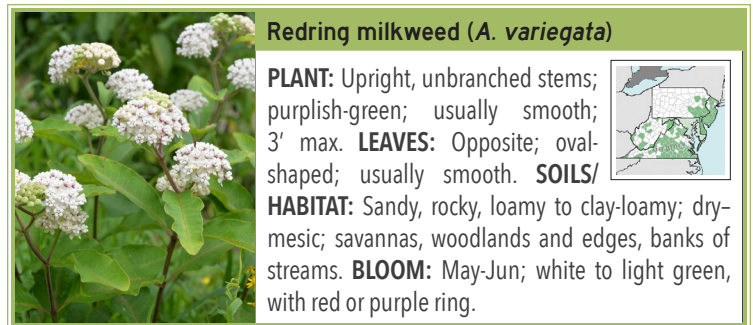 Redring milkweed (A. variegata)
PLANT: Upright, unbranched stems;
purplish-green; usually smooth;
3’ max. LEAVES: Opposite; oval-
shaped; usually smooth. SOILS/
HABITAT: Sandy, rocky, loamy to clay-loamy; dry–
mesic; savannas, woodlands and edges, banks of
streams. BLOOM: May-Jun; white to light green,
with red or purple ring.